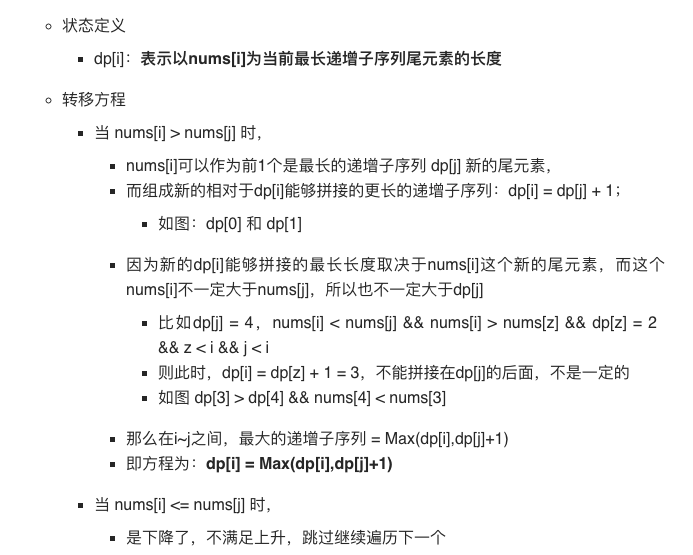 状态定义
dp[i]：表示以nums[i]为当前最长递增子序列尾元素的长度
转移方程
当 nums[i] > nums[j] 时，
nums[i]可以作为前1个是最长的递增子序列 dp[j] 新的尾元素，
而组成新的相对于dp[i]能够拼接的更长的递增子序列：dp[i] = dp[j] + 1；
如图：dp[0] 和 dp[1]
因为新的dp[i]能够拼接的最长长度取决于nums[i]这个新的尾元素，而这个
nums[i]不一定大于nums[j]，所以也不一定大于dp[j]
比如dp[j] = 4，nums[i] < nums[j] && nums[i] > nums[z] && dp[z] = 2
&& z < i && j < i
则此时，dp[i] = dp[z] + 1 = 3，不能拼接在dp[j]的后面，不是一定的
如图 dp[3] > dp[4] && nums[4] < nums[3]
那么在i~j之间，最大的递增子序列 = Max(dp[i],dp[j]+1)
即方程为：dp[i] = Max(dp[i],dp[j]+1)
当 nums[i] <= nums[j] 时，
是下降了，不满足上升，跳过继续遍历下一个